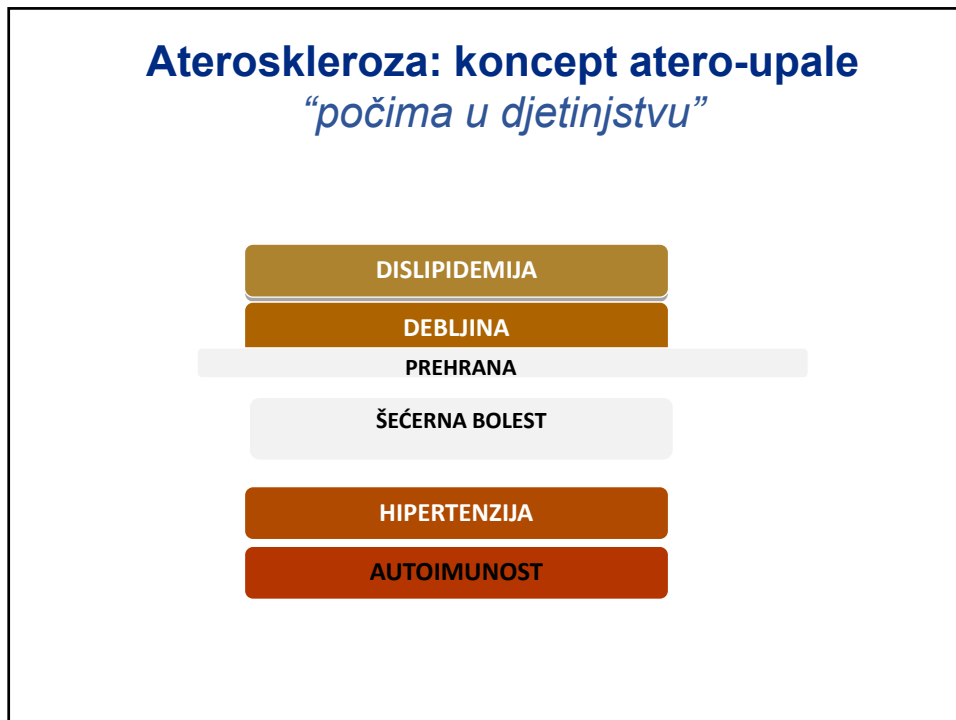 Ateroskleroza: koncept atero-upale
“počima u djetinjstvu”
DISLIPIDEMIJA
DEBLJINA
PREHRANA
ŠEĆERNA BOLEST
HIPERTENZIJA
AUTOIMUNOST